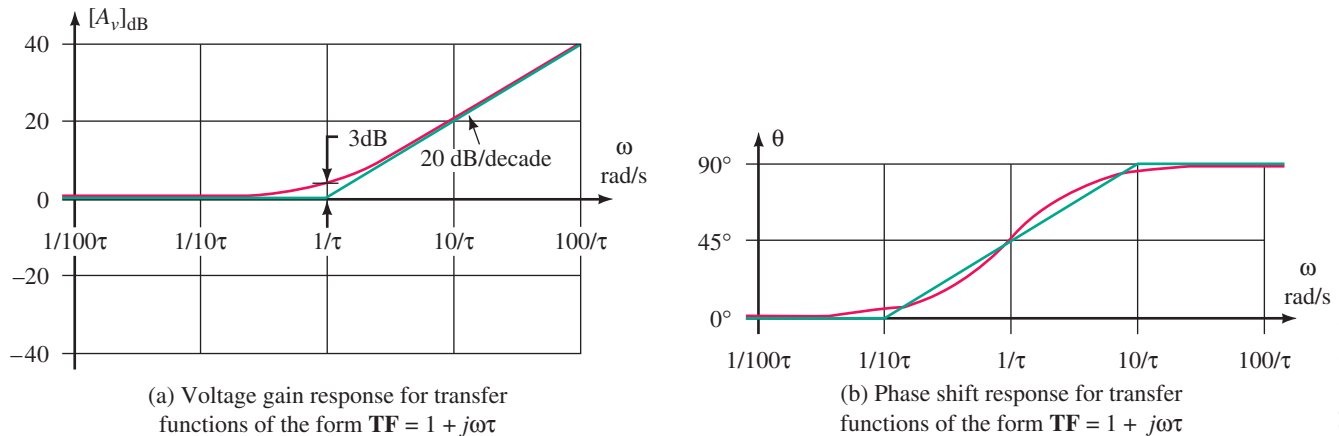 [Av]dB
40
20
0
−20
−40
3dB
20 dB/decade
ω
rad/s
1/100τ 1/10τ 1/τ 10/τ 100/τ
(a) Voltage gain response for transfer
functions of the form TF = 1 + jωτ
θ
90°
45°
0°
ω
rad/s
1/100τ 1/10τ 1/τ 10/τ 100/τ
(b) Phase shift response for transfer
functions of the form TF = 1 + jωτ